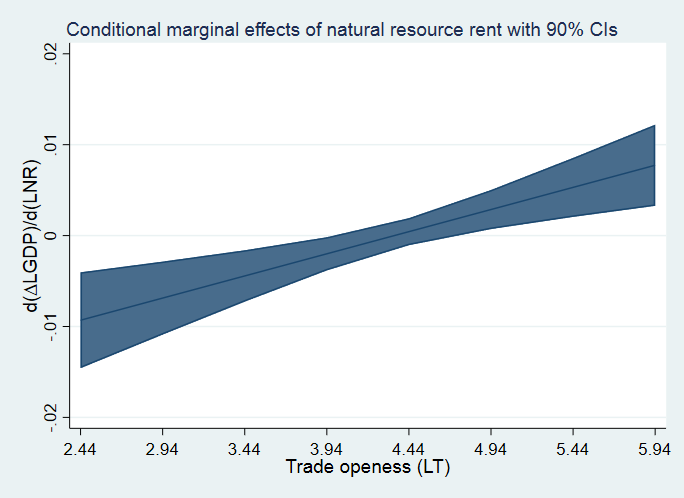 Conditional marginal effects of natural resource rent with 90% CIs
d(ΔLGDP)/d(LNR)
.02
.01
0
-.01
-.02
2.44 2.94 3.44 3.94 4.44 4.94 5.44 5.94
Trade openess (LT)